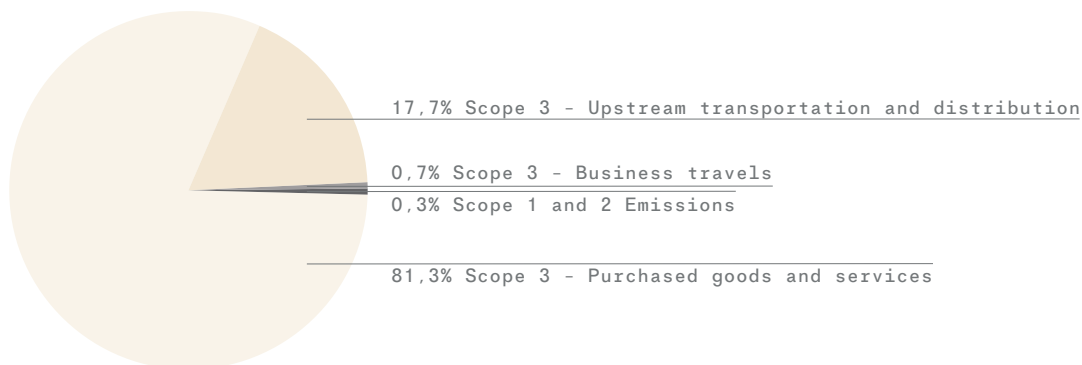 17,7% Scope 3 – Upstream transportation and distribution
0,7% Scope 3 – Business travels
0,3% Scope 1 and 2 Emissions
81,3% Scope 3 – Purchased goods and services